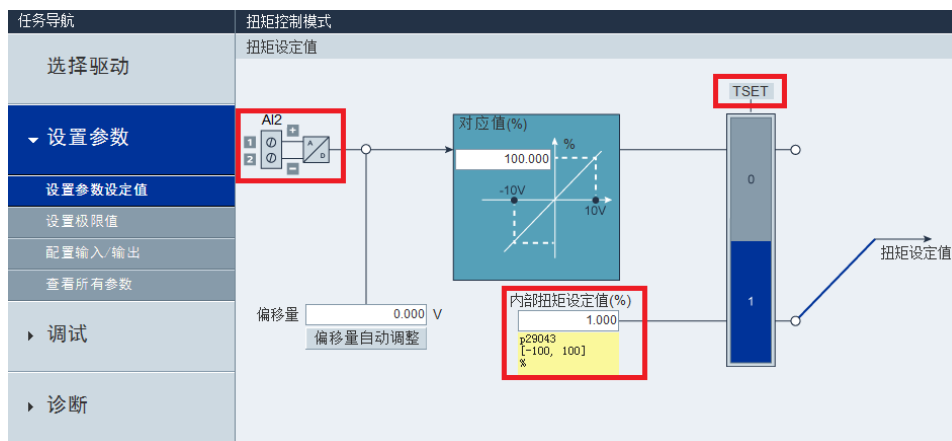 任务导航
扭矩控制模式
扭矩设定值
选择驱动
设置参数
设置参数设定值
设置极限值
配置输入/输出
查看所有参数
调试
诊断
AI2
1
2
A
D
偏移量
0.000 V
偏移量自动调整
对应值(%)
100.000
%
-10V
10V
内部扭矩设定值(%)
1.000
p29043
[-100, 100]
%
TSET
0
1
扭矩设定值